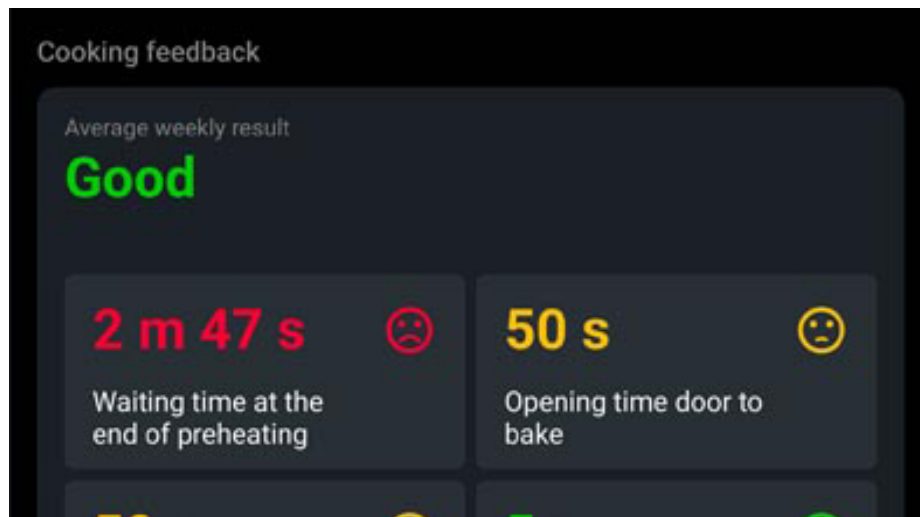 Cooking feedback
Average weekly result
Good
2 m 47 s
50 s
Waiting time at the
end of preheating
Opening time door to
bake